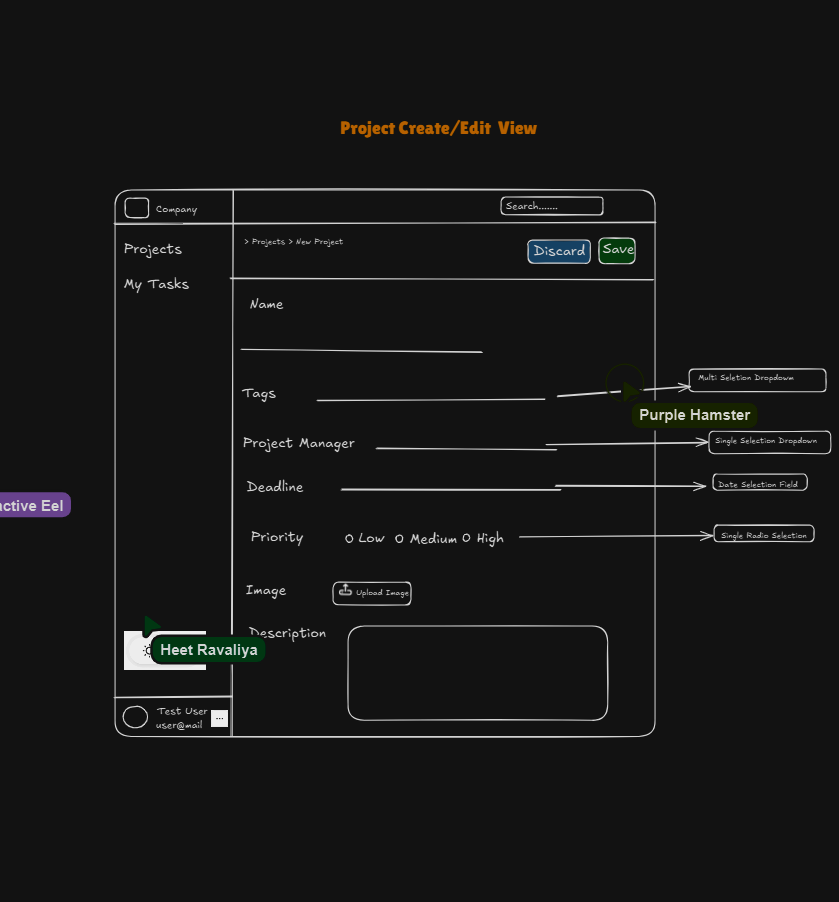 Project Create/Edit View
Company
Search.......
Projects
> Projects > New Project
Discard
Save
My Tasks
Name
Tags
Multi Seletion Dropdown
Purple Hamster
Project Manager
Single Selection Dropdown
Deadline
Date Selection Field
active Eel
Priority
Low
Medium
High
Single Radio Selection
Image
Upload Image
Description
Heet Ravaliya
Test User
user@mail
...